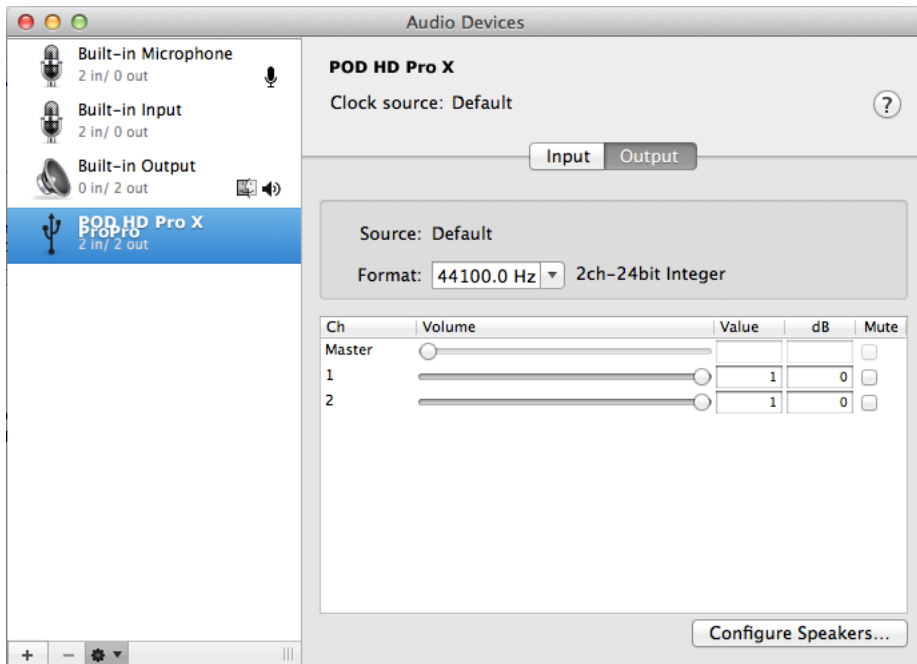 Audio Devices
Built-in Microphone
2 in/ 0 out
Built-in Input
2 in/ 0 out
Built-in Output
0 in/ 2 out
POD HD Pro X
ProPro
2 in/ 2 out
+ −
POD HD Pro X
Clock source: Default
?
Input Output
Source: Default
Format: 44100.0 Hz 2ch-24bit Integer
Ch Volume Value dB Mute
Master
1 1 0
2 1 0
Configure Speakers...